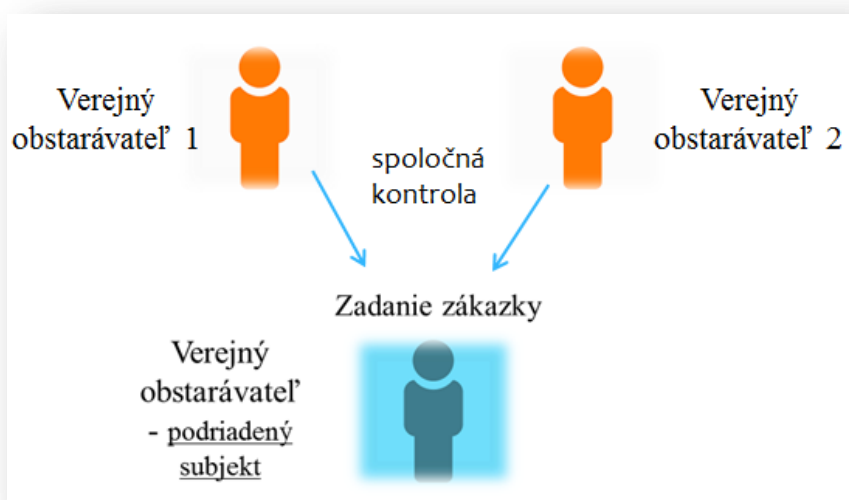 Verejný
obstarávateľ 1
spoločná
kontrola
Verejný
obstarávateľ 2
Zadanie zákazky
Verejný
obstarávateľ
- podriadený
subjekt